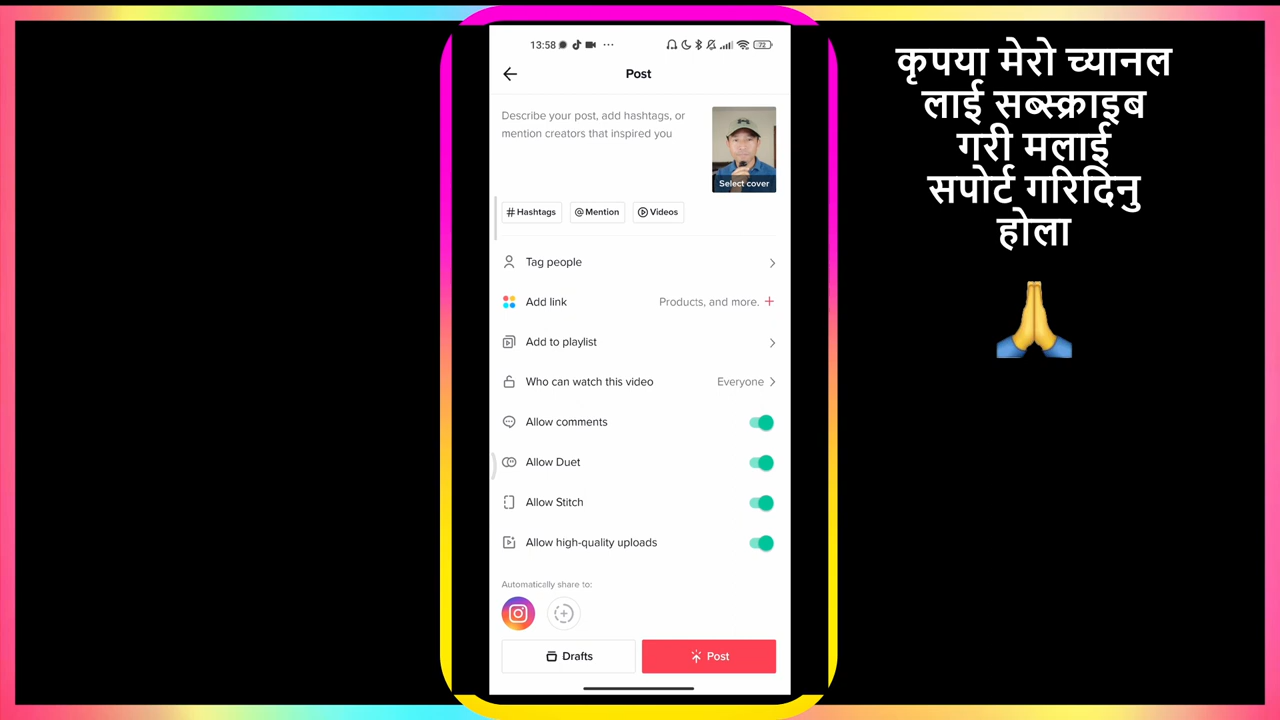 13:58
72
Post
Describe your post, add hashtags, or
mention creators that inspired you
Select cover
# Hashtags
@ Mention
Videos
Tag people
Add link
Products, and more. +
Add to playlist
Who can watch this video
Everyone
Allow comments
Allow Duet
Allow Stitch
Allow high-quality uploads
Automatically share to:
Drafts
Post
कृपया मेरो च्यानल
लाई सब्स्क्राइब
गरी मलाई
सपोर्ट गरिदिनु
होला